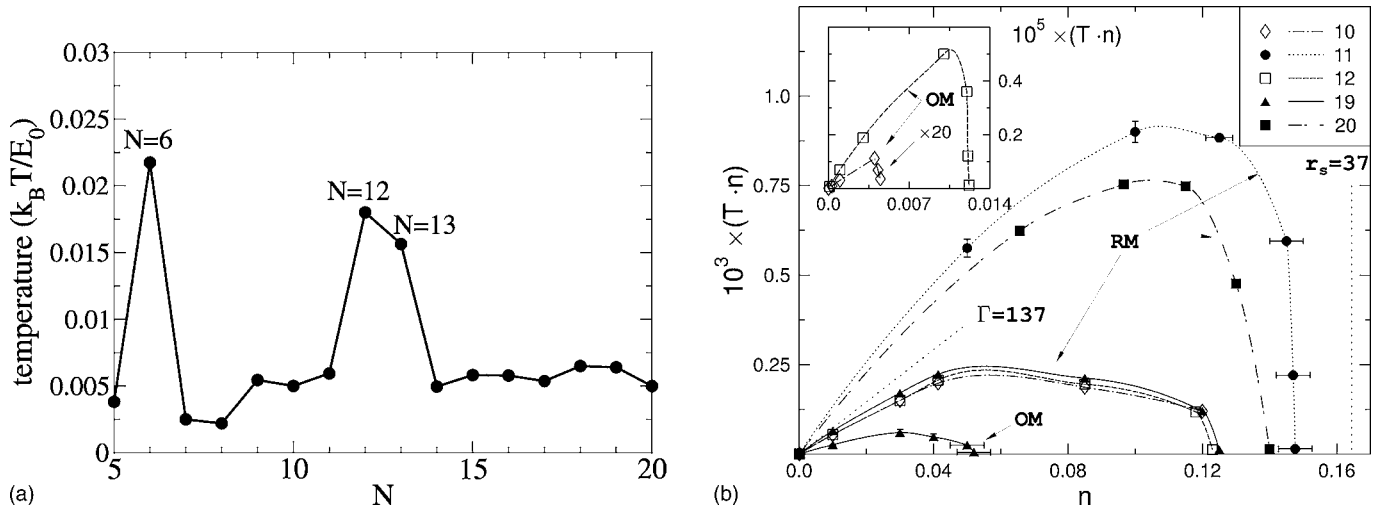 0.03
0.025
0.02
0.015
0.01
0.005
0
temperature (k_B T/E_0)
N=6
N=12
N=13
5
10
15
20
N
(a)
10^5 ×(T·n)
0.4
0.2
OM
×20
0.0
0.007
0.014
10
11
12
19
20
r_s=37
1.0
0.75
0.5
0.25
0.0
10^3 ×(T·n)
RM
Γ=137
OM
0.0
0.04
0.08
0.12
0.16
n
(b)